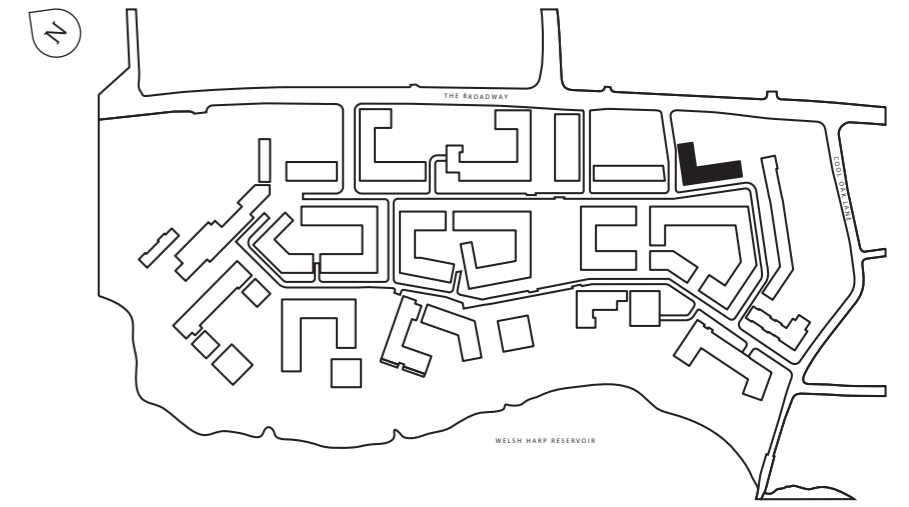 N
THE BROADWAY
COOL OAK LANE
WELSH HARP RESERVOIR